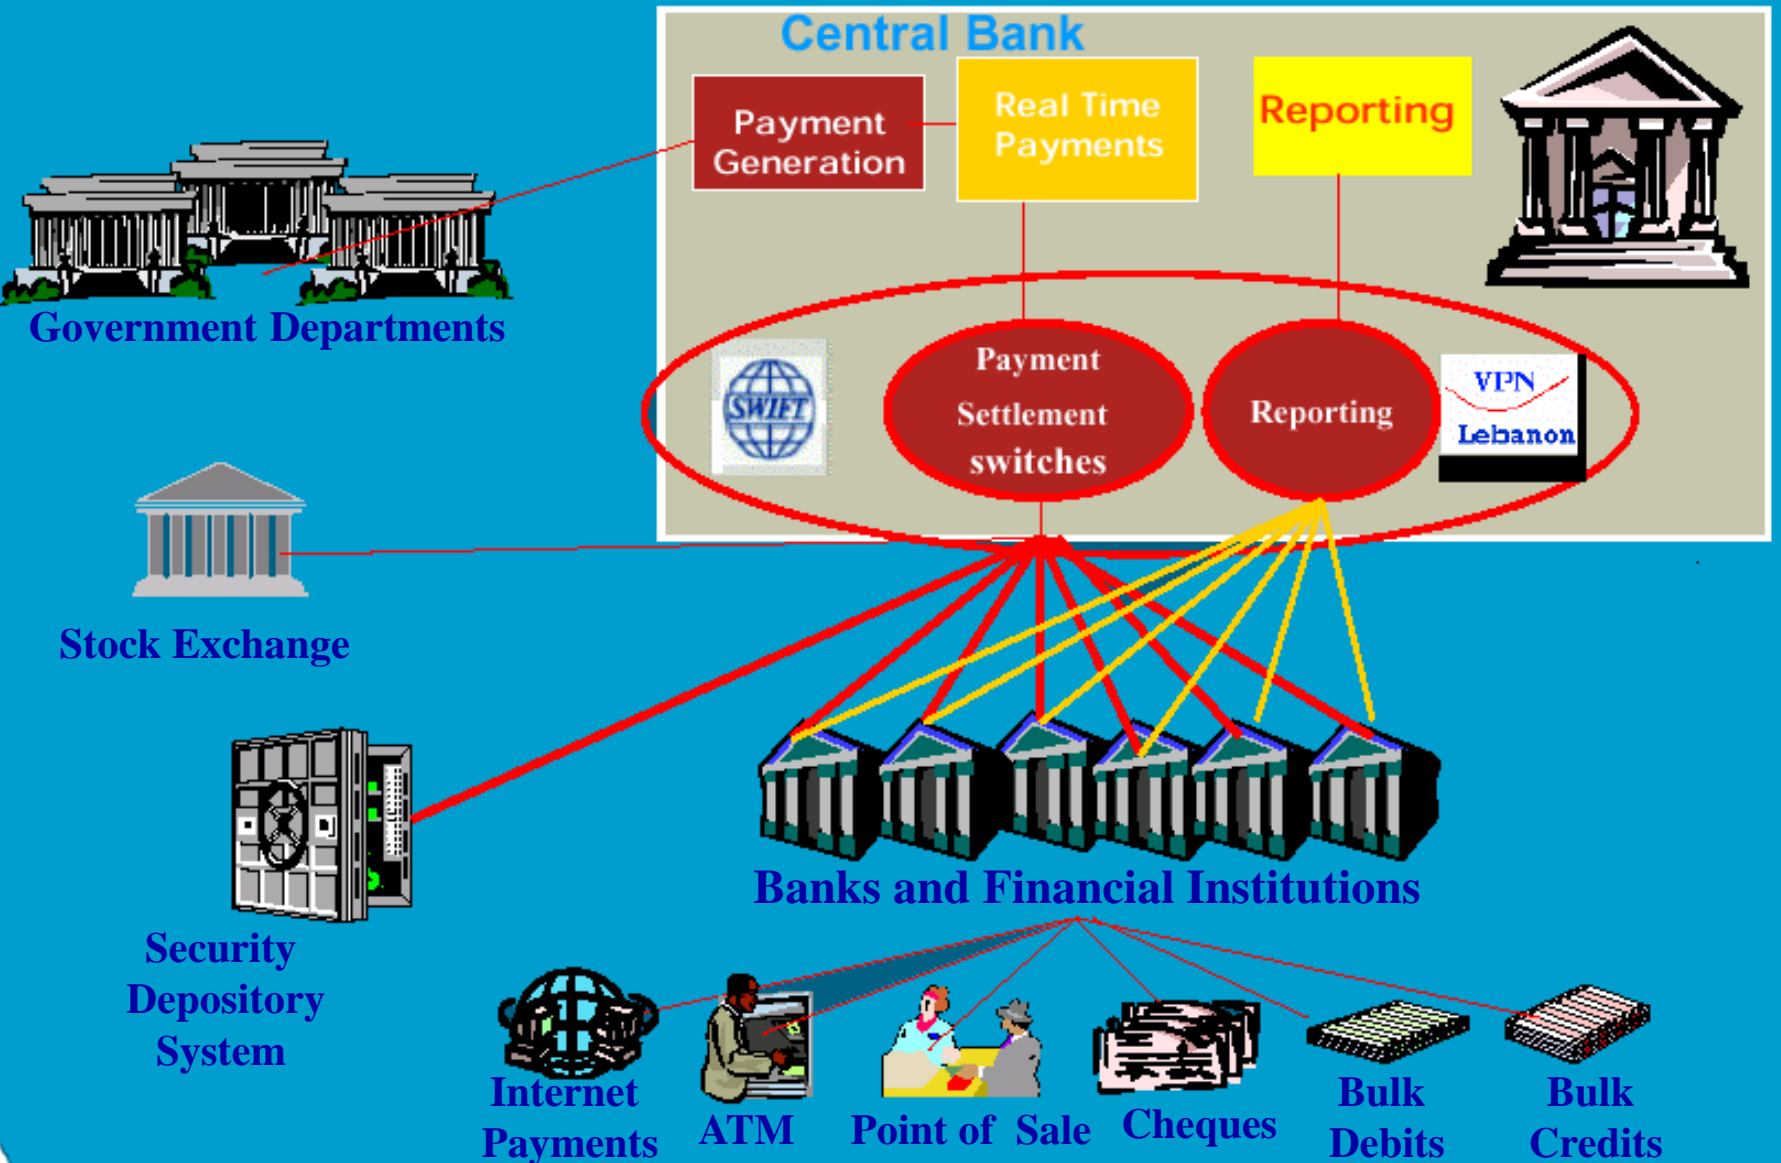 Central Bank
Payment
Generation
Real Time
Payments
Reporting
Government Departments
SWIFT
Payment
Settlement
switches
Reporting
VPN
Lebanon
Stock Exchange
Security
Depository
System
Banks and Financial Institutions
Internet
Payments
ATM
Point of Sale
Cheques
Bulk
Debits
Bulk
Credits